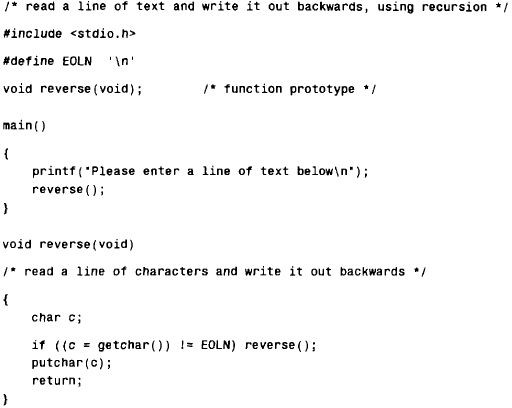 /* read a line of text and write it out backwards, using recursion */
#include <stdio.h>
#define EOLN '\n'
void reverse(void); /* function prototype */
main()
{
printf("Please enter a line of text below\n");
reverse();
}
void reverse(void)
/* read a line of characters and write it out backwards */
{
char c;
if ((c = getchar()) != EOLN) reverse();
putchar(c);
return;
}